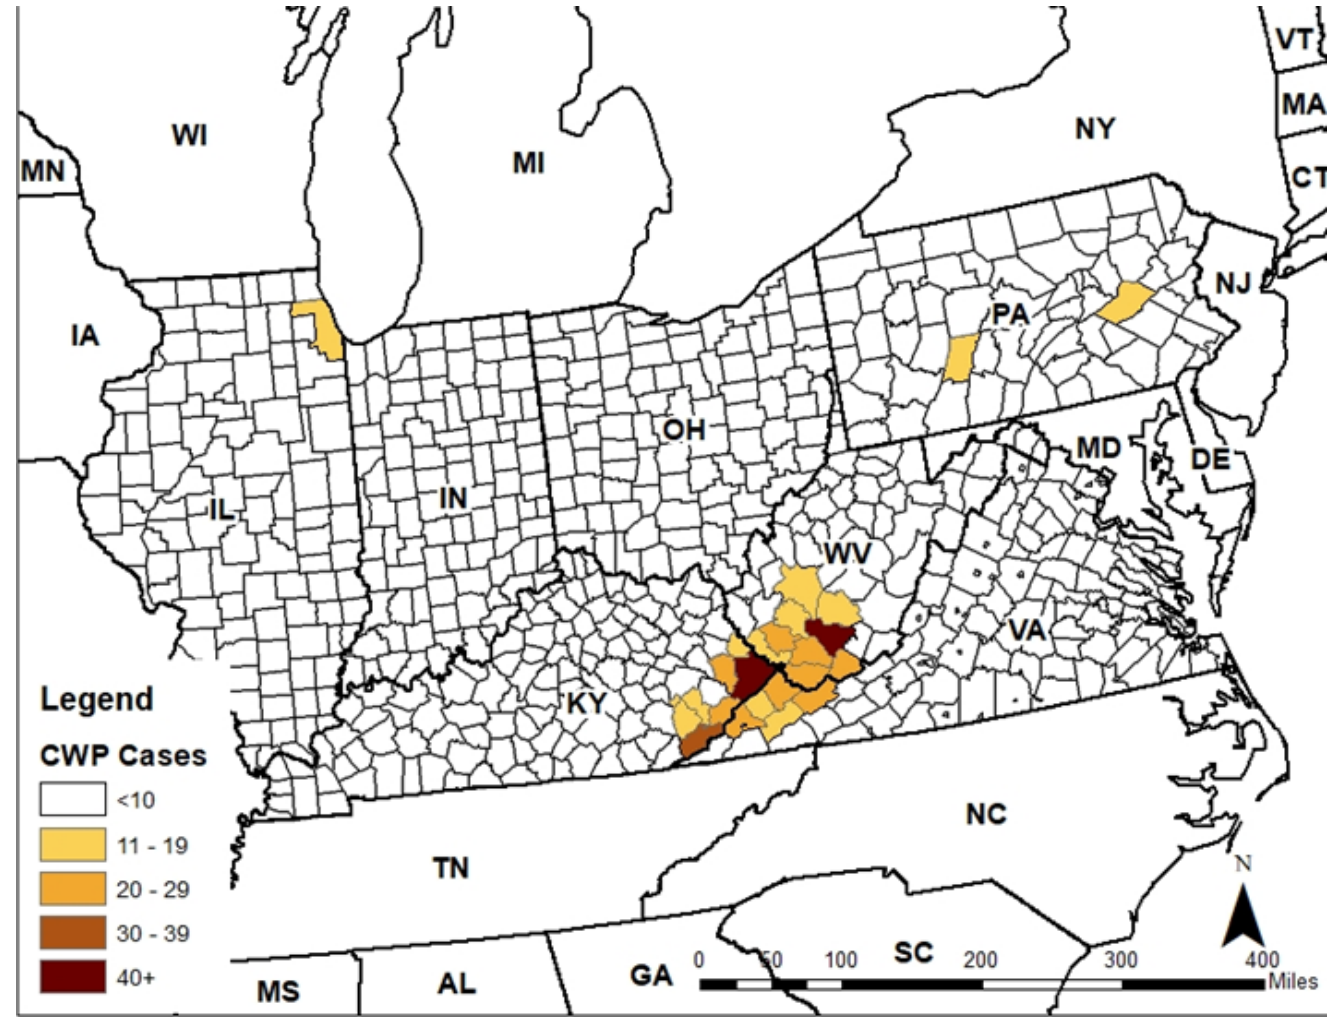 VT
WI
MI
NY
MA
MN
CT
IA
PA
NJ
OH
MD
DE
IL
IN
WV
VA
KY
Legend
CWP Cases
<10
11 - 19
20 - 29
30 - 39
40+
TN
NC
N
SC
GA
MS
AL
0 50 100 200 300 400
Miles